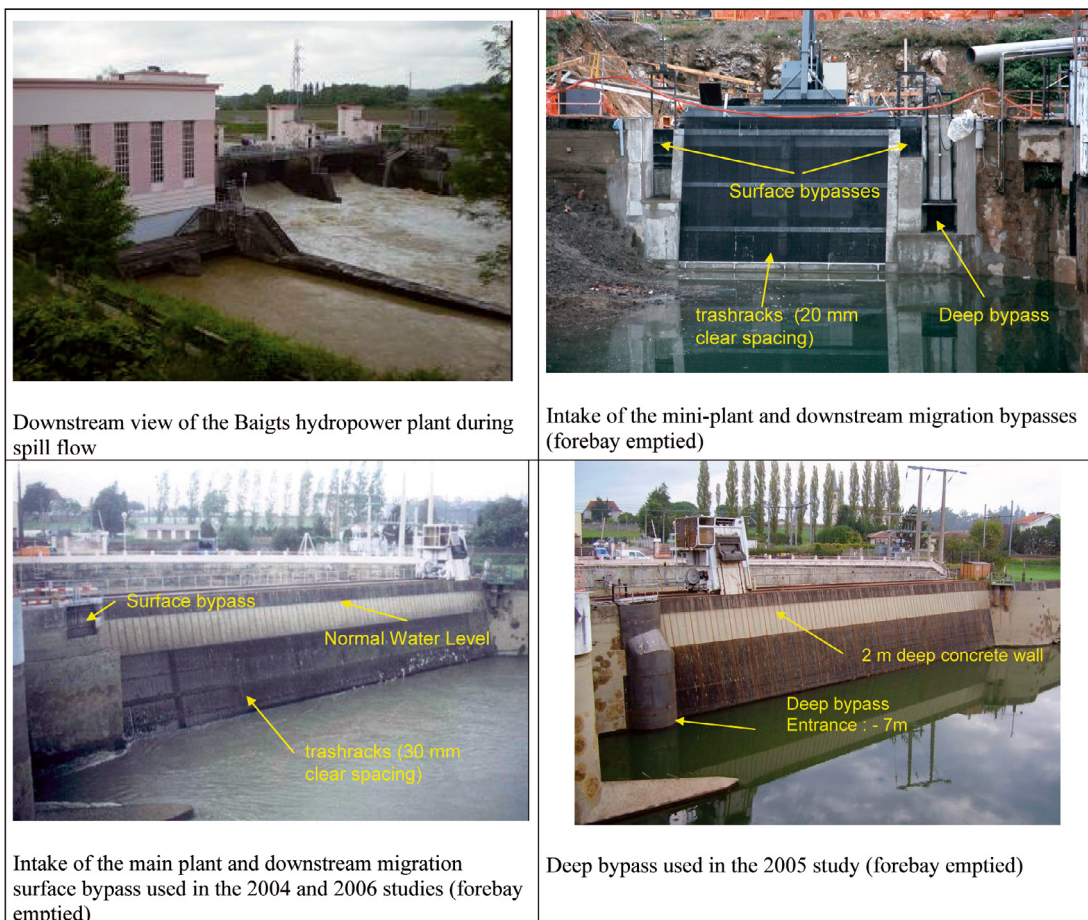 Surface bypasses
trashracks (20 mm
clear spacing)
Deep bypass
Downstream view of the Baigts hydropower plant during
spill flow
Intake of the mini-plant and downstream migration bypasses
(forebay emptied)
Surface bypass
Normal Water Level
trashracks (30 mm
clear spacing)
2 m deep concrete wall
Deep bypass
Entrance : - 7m
Intake of the main plant and downstream migration
surface bypass used in the 2004 and 2006 studies (forebay
emptied)
Deep bypass used in the 2005 study (forebay emptied)